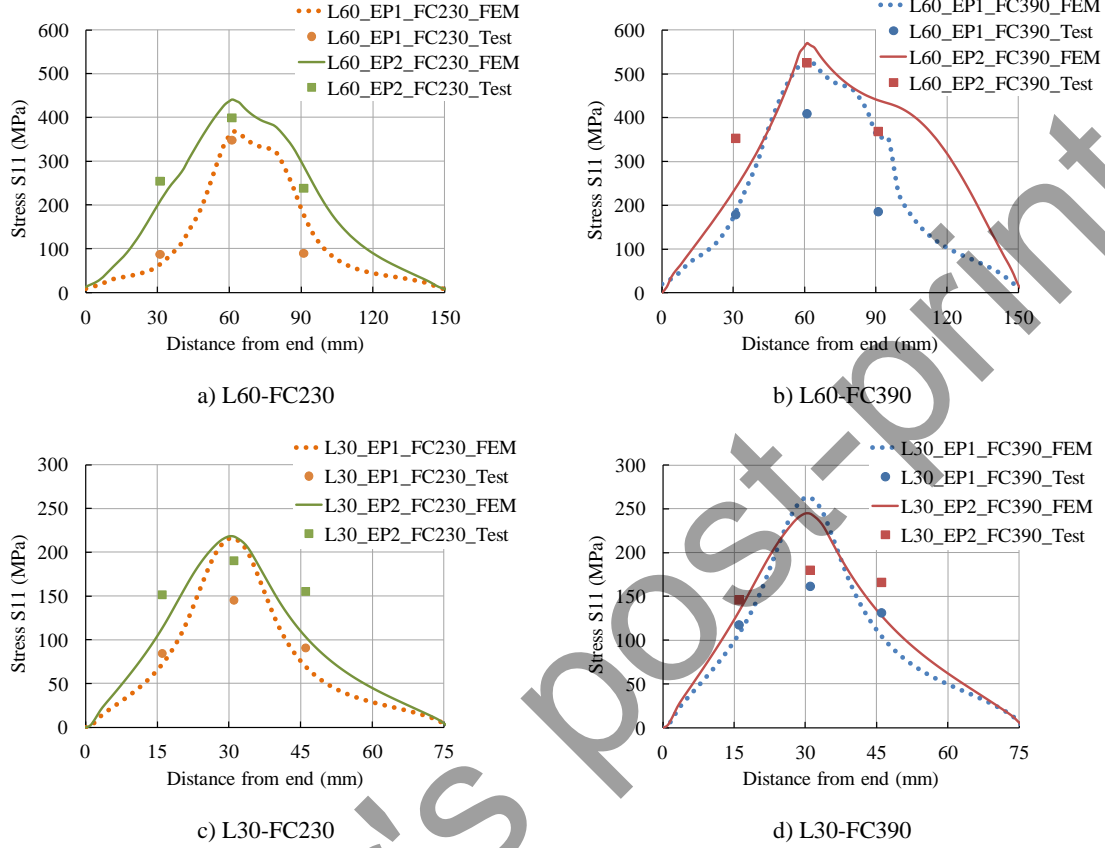 L60_EP1_FC230_FEM
L60_EP1_FC230_Test
L60_EP2_FC230_FEM
L60_EP2_FC230_Test
600
500
400
300
200
100
0
Stress S11 (MPa)
0 30 60 90 120 150
Distance from end (mm)
a) L60-FC230
L60_EP1_FC390_FEM
L60_EP1_FC390_Test
L60_EP2_FC390_FEM
L60_EP2_FC390_Test
600
500
400
300
200
100
0
Stress S11 (MPa)
0 30 60 90 120 150
Distance from end (mm)
b) L60-FC390
L30_EP1_FC230_FEM
L30_EP1_FC230_Test
L30_EP2_FC230_FEM
L30_EP2_FC230_Test
300
250
200
150
100
50
0
Stress S11 (MPa)
0 15 30 45 60 75
Distance from end (mm)
c) L30-FC230
L30_EP1_FC390_FEM
L30_EP1_FC390_Test
L30_EP2_FC390_FEM
L30_EP2_FC390_Test
300
250
200
150
100
50
0
Stress S11 (MPa)
0 15 30 45 60 75
Distance from end (mm)
d) L30-FC390
's post-print